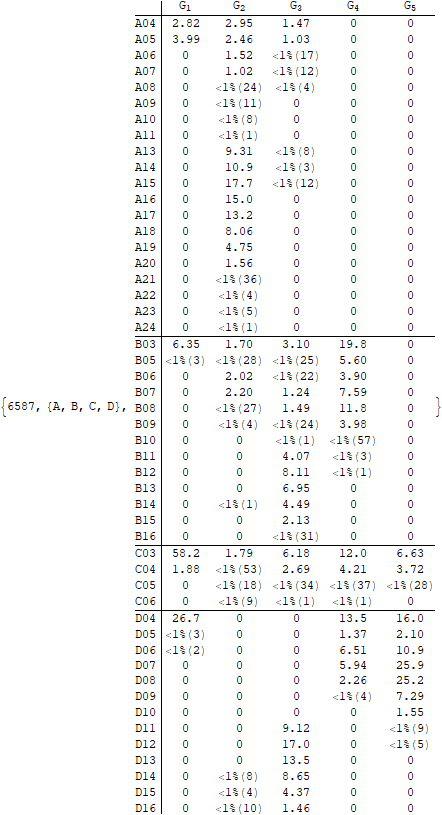 G1 G2 G3 G4 G5
A04 2.82 2.95 1.47 0 0
A05 3.99 2.46 1.03 0 0
A06 0 1.52 <1%(17) 0 0
A07 0 1.02 <1%(12) 0 0
A08 0 <1%(24) <1%(4) 0 0
A09 0 <1%(11) 0 0 0
A10 0 <1%(8) 0 0 0
A11 0 <1%(1) 0 0 0
A13 0 9.31 <1%(8) 0 0
A14 0 10.9 <1%(3) 0 0
A15 0 17.7 <1%(12) 0 0
A16 0 15.0 0 0 0
A17 0 13.2 0 0 0
A18 0 8.06 0 0 0
A19 0 4.75 0 0 0
A20 0 1.56 0 0 0
A21 0 <1%(36) 0 0 0
A22 0 <1%(4) 0 0 0
A23 0 <1%(5) 0 0 0
A24 0 <1%(1) 0 0 0
B03 6.35 1.70 3.10 19.8 0
B05 <1%(3) <1%(28) <1%(25) 5.60 0
B06 0 2.02 <1%(22) 3.90 0
B07 0 2.20 1.24 7.59 0
{6587, {A, B, C, D}, B08 0 <1%(27) 1.49 11.8 0 }
B09 0 <1%(4) <1%(24) 3.98 0
B10 0 0 <1%(1) <1%(57) 0
B11 0 0 4.07 <1%(3) 0
B12 0 0 8.11 <1%(1) 0
B13 0 0 6.95 0 0
B14 0 <1%(1) 4.49 0 0
B15 0 0 2.13 0 0
B16 0 0 <1%(31) 0 0
C03 58.2 1.79 6.18 12.0 6.63
C04 1.88 <1%(53) 2.69 4.21 3.72
C05 0 <1%(18) <1%(34) <1%(37) <1%(28)
C06 0 <1%(9) <1%(1) <1%(1) 0
D04 26.7 0 0 13.5 16.0
D05 <1%(3) 0 0 1.37 2.10
D06 <1%(2) 0 0 6.51 10.9
D07 0 0 0 5.94 25.9
D08 0 0 0 2.26 25.2
D09 0 0 0 <1%(4) 7.29
D10 0 0 0 0 1.55
D11 0 0 9.12 0 <1%(9)
D12 0 0 17.0 0 <1%(5)
D13 0 0 13.5 0 0
D14 0 <1%(8) 8.65 0 0
D15 0 <1%(4) 4.37 0 0
D16 0 <1%(10) 1.46 0 0